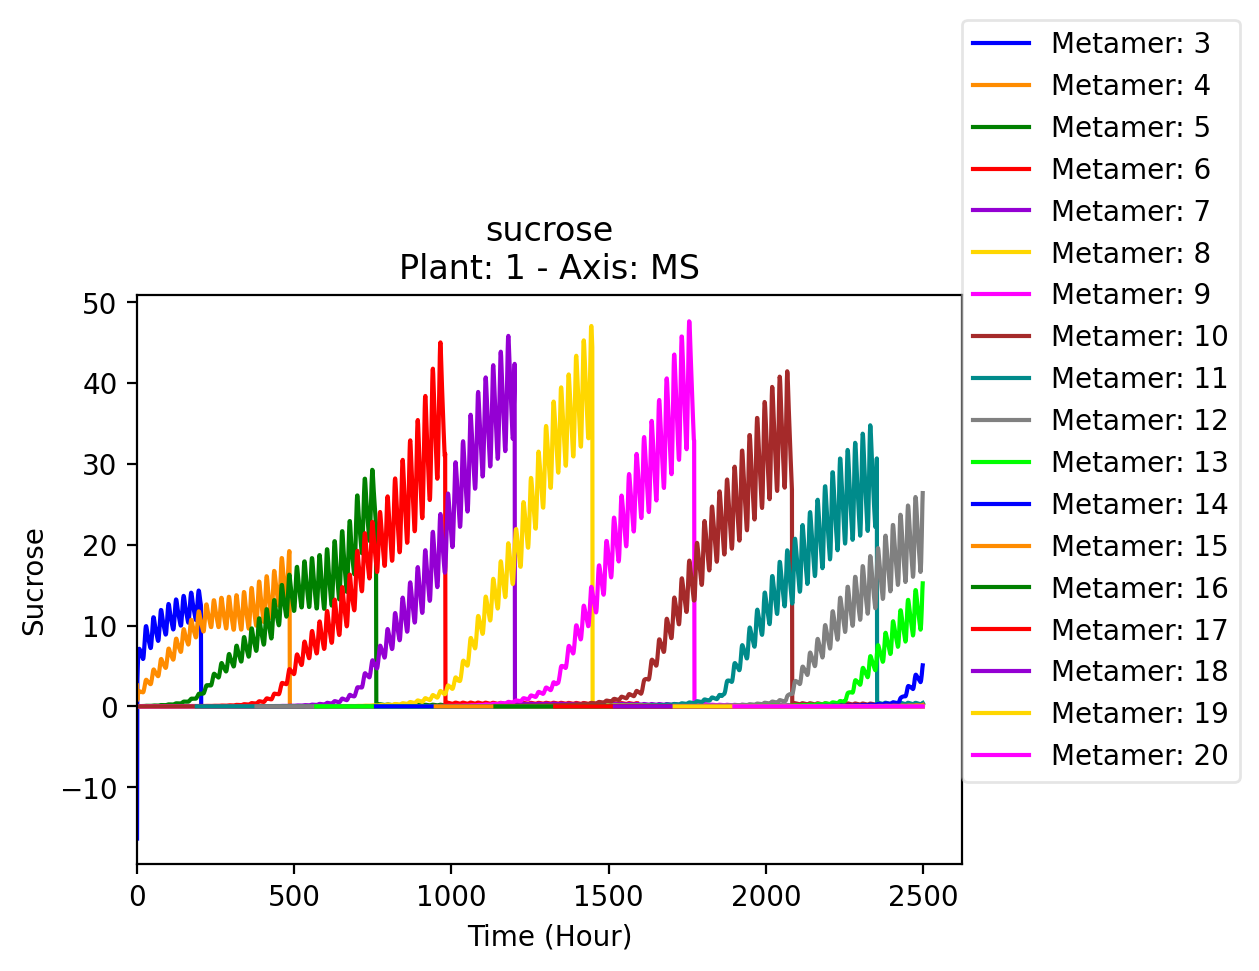 sucrose
Plant: 1 - Axis: MS
Sucrose
50
40
30
20
10
0
−10
0
500
1000
1500
2000
2500
Time (Hour)
Metamer: 3
Metamer: 4
Metamer: 5
Metamer: 6
Metamer: 7
Metamer: 8
Metamer: 9
Metamer: 10
Metamer: 11
Metamer: 12
Metamer: 13
Metamer: 14
Metamer: 15
Metamer: 16
Metamer: 17
Metamer: 18
Metamer: 19
Metamer: 20